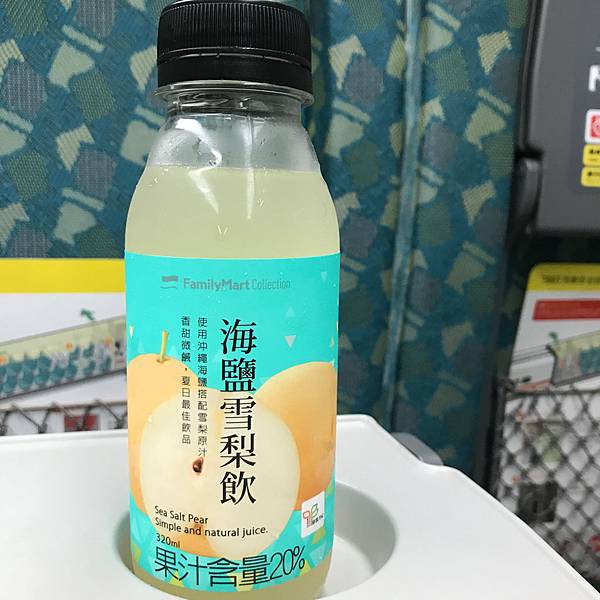 FamilyMart Collection
海鹽雪梨飲
使用沖繩海鹽搭配雪梨原汁
香甜微鹹，夏日最佳飲品
Sea Salt Pear
Simple and natural juice.
320ml
果汁含量20%